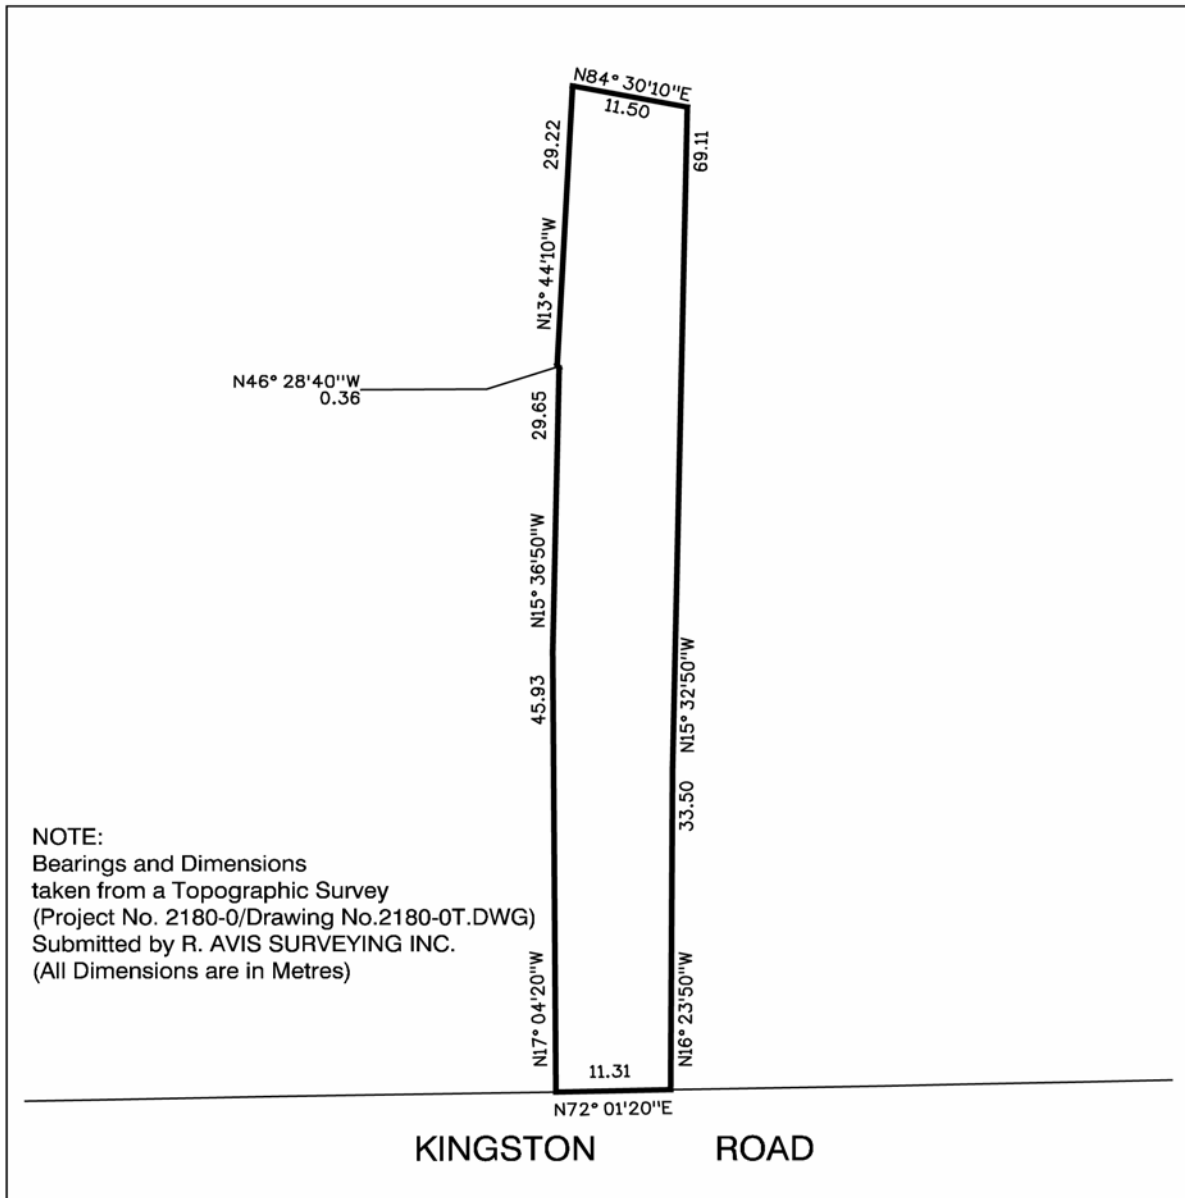 N84° 30'10"E
11.50
29.22
69.11
N13° 44'10"W
N46° 28'40"W
0.36
29.65
N15° 36'50"W
N15° 32'50"W
45.93
33.50
NOTE:
Bearings and Dimensions
taken from a Topographic Survey
(Project No. 2180-0/Drawing No.2180-0T.DWG)
Submitted by R. AVIS SURVEYING INC.
(All Dimensions are in Metres)
N17° 04'20"W
N16° 23'50"W
11.31
N72° 01'20"E
KINGSTON ROAD